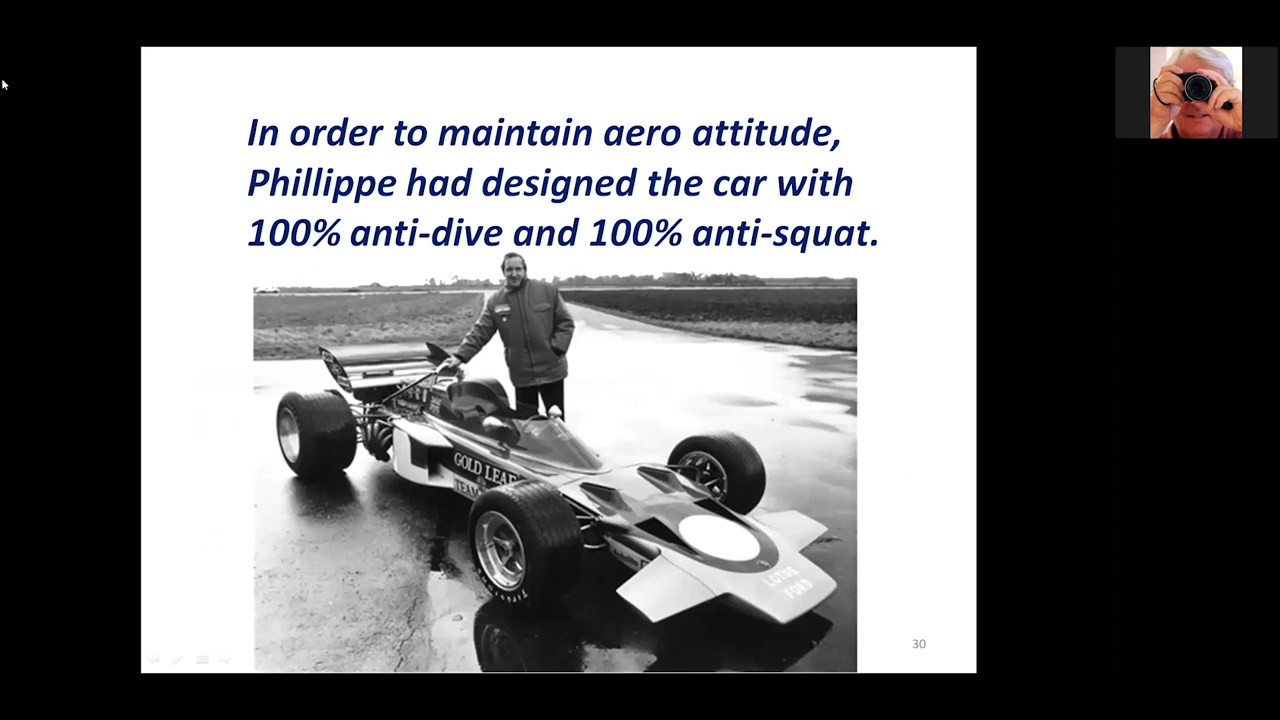 In order to maintain aero attitude,
Phillippe had designed the car with
100% anti-dive and 100% anti-squat.
GOLD LEAF
TEAM
Firestone
LOTUS
FORD
30